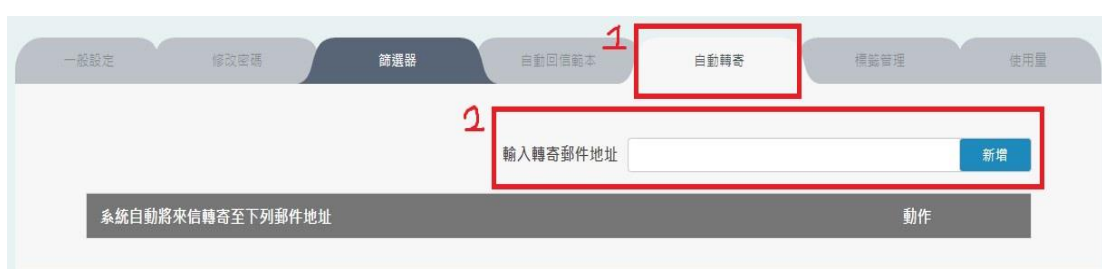 一般設定 修改密碼 篩選器 自動回信範本 自動轉寄 標籤管理 使用量
1
2
輸入轉寄郵件地址 新增
系統自動將來信轉寄至下列郵件地址 動作